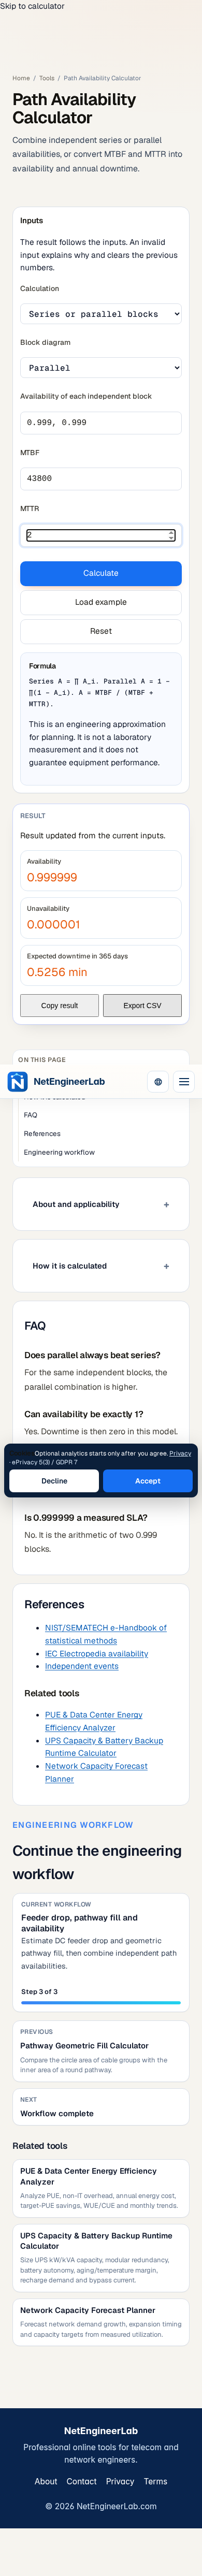 Skip to calculator
Home / Tools / Path Availability Calculator
Path Availability
Calculator
Combine independent series or parallel
availabilities, or convert MTBF and MTTR into
availability and annual downtime.
Inputs
The result follows the inputs. An invalid
input explains why and clears the previous
numbers.
Calculation
Series or parallel blocks
Block diagram
Parallel
Availability of each independent block
0.999, 0.999
MTBF
43800
MTTR
2
Calculate
Load example
Reset
Formula
Series A = ∏ A_i. Parallel A = 1 −
∏(1 − A_i). A = MTBF / (MTBF +
MTTR).
This is an engineering approximation
for planning. It is not a laboratory
measurement and it does not
guarantee equipment performance.
RESULT
Result updated from the current inputs.
Availability
0.999999
Unavailability
0.000001
Expected downtime in 365 days
0.5256 min
Copy result
Export CSV
ON THIS PAGE
NetEngineerLab
FAQ
References
Engineering workflow
About and applicability +
How it is calculated +
FAQ
Does parallel always beat series?
For the same independent blocks, the
parallel combination is higher.
Can availability be exactly 1?
Yes. Downtime is then zero in this model.
Optional analytics starts only after you agree. Privacy
· ePrivacy 5(3) / GDPR 7
Decline
Accept
Is 0.999999 a measured SLA?
No. It is the arithmetic of two 0.999
blocks.
References
NIST/SEMATECH e-Handbook of
statistical methods
IEC Electropedia availability
Independent events
Related tools
PUE & Data Center Energy
Efficiency Analyzer
UPS Capacity & Battery Backup
Runtime Calculator
Network Capacity Forecast
Planner
ENGINEERING WORKFLOW
Continue the engineering
workflow
CURRENT WORKFLOW
Feeder drop, pathway fill and
availability
Estimate DC feeder drop and geometric
pathway fill, then combine independent path
availabilities.
Step 3 of 3
PREVIOUS
Pathway Geometric Fill Calculator
Compare the circle area of cable groups with the
inner area of a round pathway.
NEXT
Workflow complete
Related tools
PUE & Data Center Energy Efficiency
Analyzer
Analyze PUE, non-IT overhead, annual energy cost,
target-PUE savings, WUE/CUE and monthly trends.
UPS Capacity & Battery Backup Runtime
Calculator
Size UPS kW/kVA capacity, modular redundancy,
battery autonomy, aging/temperature margin,
recharge demand and bypass current.
Network Capacity Forecast Planner
Forecast network demand growth, expansion timing
and capacity targets from measured utilization.
NetEngineerLab
Professional online tools for telecom and
network engineers.
About Contact Privacy Terms
© 2026 NetEngineerLab.com